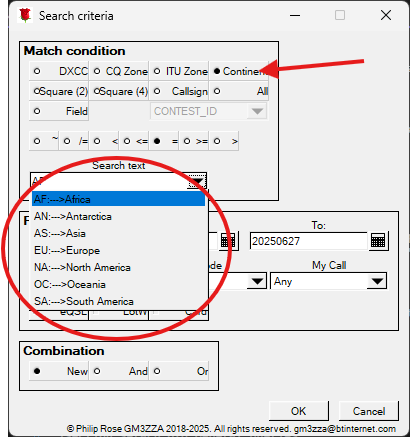 Search criteria
Match condition
DXCC CQ Zone ITU Zone Continent
Square (2) Square (4) Callsign All
Field CONTEST_ID
~ /= < <= = >= >
Search text
AF:--->Africa
AN:--->Antarctica
AS:--->Asia
EU:--->Europe
NA:--->North America
OC:--->Oceania
SA:--->South America
To:
20250627
My Call
Any
eQSL LotW Card
Combination
New And Or
OK Cancel
© Philip Rose GM3ZZA 2018-2025. All rights reserved. gm3zza@btinternet.com